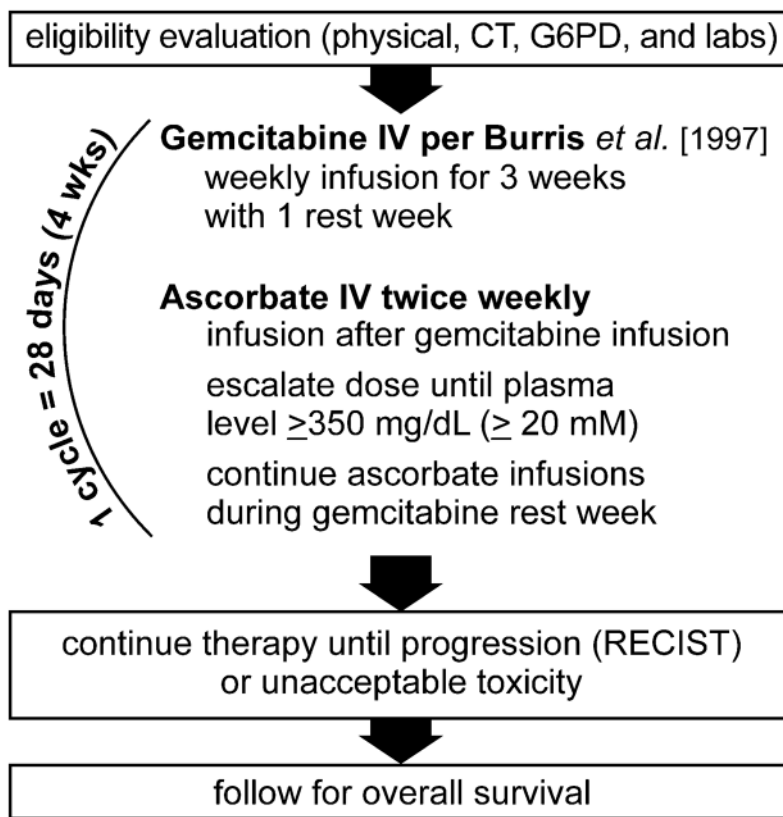 eligibility evaluation (physical, CT, G6PD, and labs)
1 cycle = 28 days (4 wks)
Gemcitabine IV per Burris et al. [1997]
weekly infusion for 3 weeks
with 1 rest week
Ascorbate IV twice weekly
infusion after gemcitabine infusion
escalate dose until plasma
level ≥350 mg/dL (≥ 20 mM)
continue ascorbate infusions
during gemcitabine rest week
continue therapy until progression (RECIST)
or unacceptable toxicity
follow for overall survival